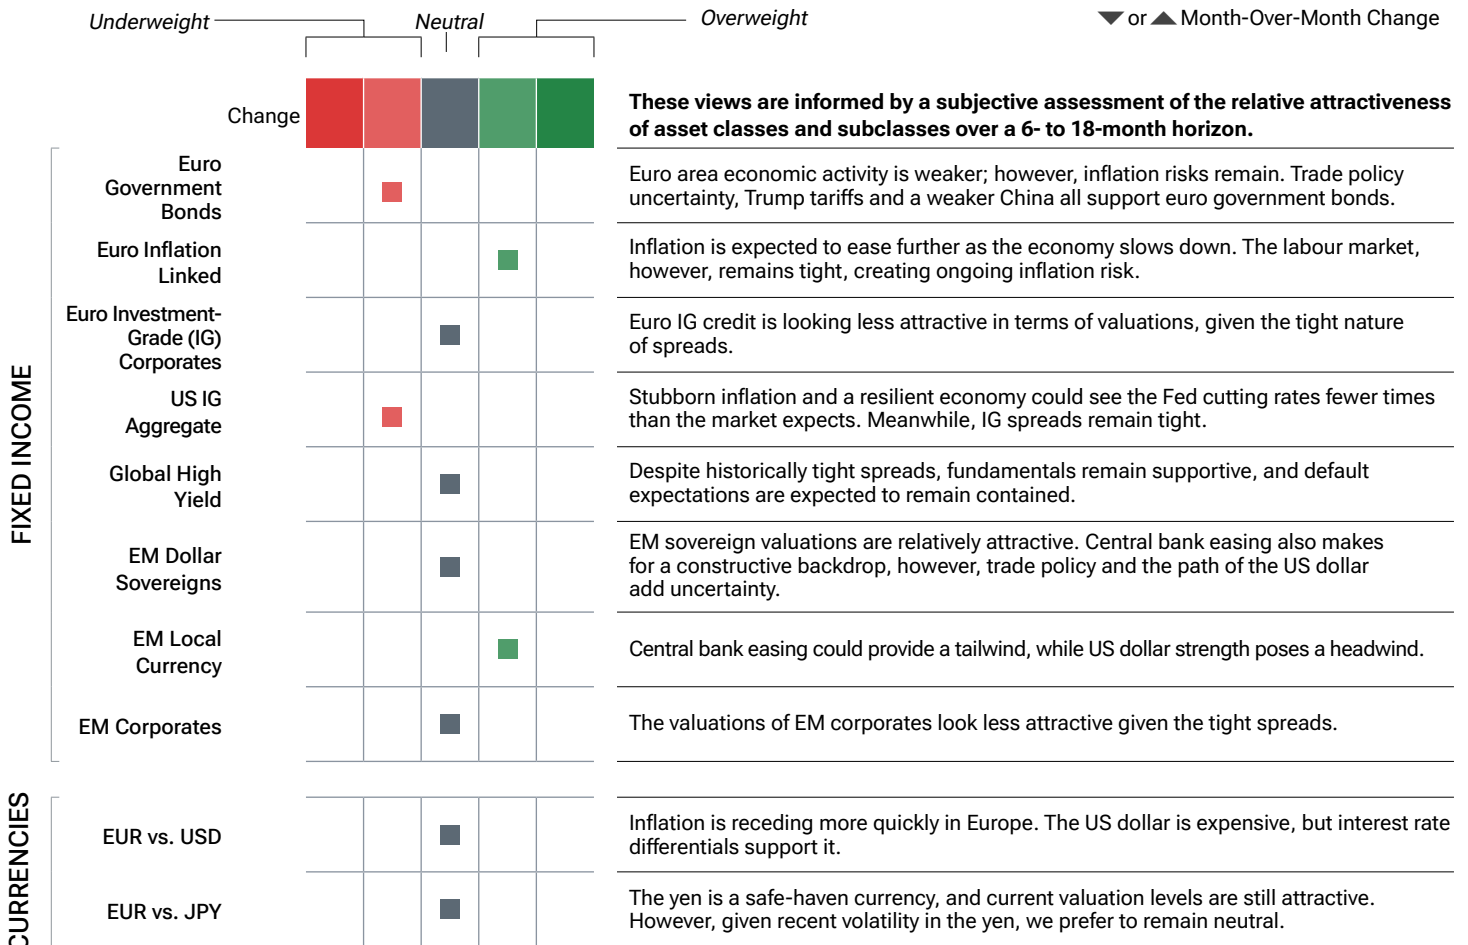 Underweight
Neutral
Overweight
or Month-Over-Month Change
Change
These views are informed by a subjective assessment of the relative attractiveness
of asset classes and subclasses over a 6- to 18-month horizon.
FIXED INCOME
Euro
Government
Bonds
Euro area economic activity is weaker; however, inflation risks remain. Trade policy
uncertainty, Trump tariffs and a weaker China all support euro government bonds.
Euro Inflation
Linked
Inflation is expected to ease further as the economy slows down. The labour market,
however, remains tight, creating ongoing inflation risk.
Euro Investment-
Grade (IG)
Corporates
Euro IG credit is looking less attractive in terms of valuations, given the tight nature
of spreads.
US IG
Aggregate
Stubborn inflation and a resilient economy could see the Fed cutting rates fewer times
than the market expects. Meanwhile, IG spreads remain tight.
Global High
Yield
Despite historically tight spreads, fundamentals remain supportive, and default
expectations are expected to remain contained.
EM Dollar
Sovereigns
EM sovereign valuations are relatively attractive. Central bank easing also makes
for a constructive backdrop, however, trade policy and the path of the US dollar
add uncertainty.
EM Local
Currency
Central bank easing could provide a tailwind, while US dollar strength poses a headwind.
EM Corporates
The valuations of EM corporates look less attractive given the tight spreads.
CURRENCIES
EUR vs. USD
Inflation is receding more quickly in Europe. The US dollar is expensive, but interest rate
differentials support it.
EUR vs. JPY
The yen is a safe-haven currency, and current valuation levels are still attractive.
However, given recent volatility in the yen, we prefer to remain neutral.